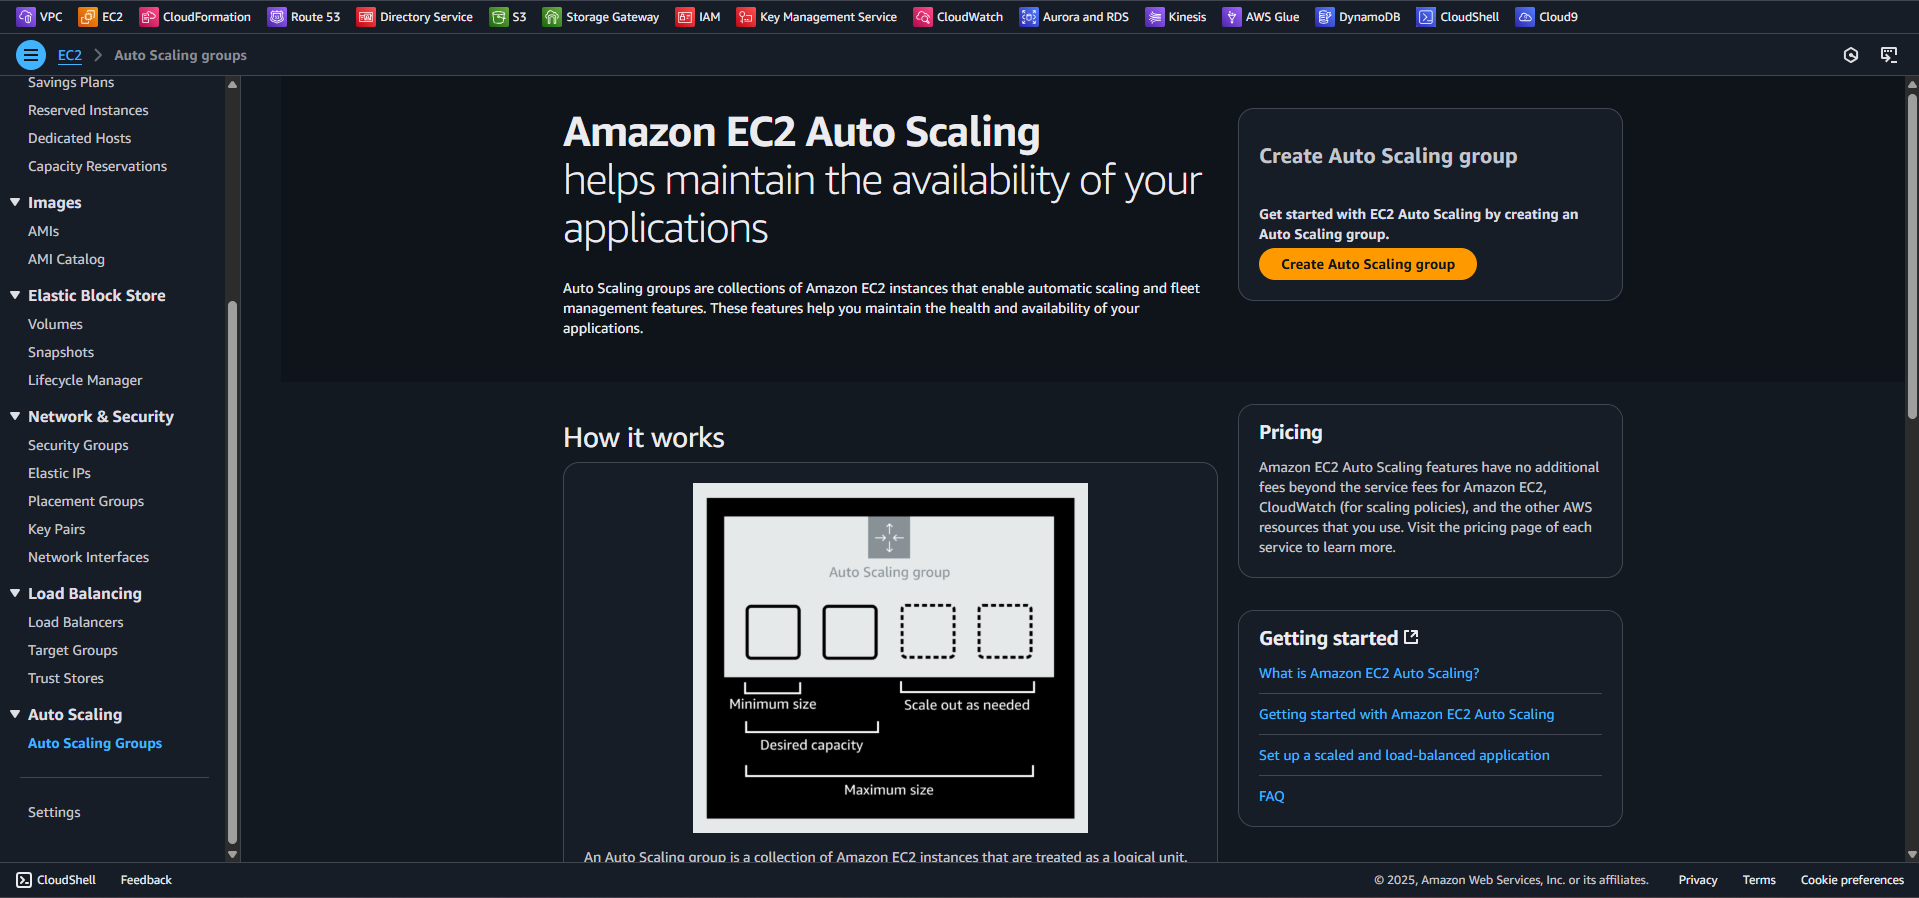 VPC
EC2
CloudFormation
Route 53
Directory Service
S3
Storage Gateway
IAM
Key Management Service
CloudWatch
Aurora and RDS
Kinesis
AWS Glue
DynamoDB
CloudShell
Cloud9
EC2
Auto Scaling groups
Savings Plans
Reserved Instances
Dedicated Hosts
Capacity Reservations
Images
AMIs
AMI Catalog
Elastic Block Store
Volumes
Snapshots
Lifecycle Manager
Network & Security
Security Groups
Elastic IPs
Placement Groups
Key Pairs
Network Interfaces
Load Balancing
Load Balancers
Target Groups
Trust Stores
Auto Scaling
Auto Scaling Groups
Settings
Amazon EC2 Auto Scaling
helps maintain the availability of your
applications
Auto Scaling groups are collections of Amazon EC2 instances that enable automatic scaling and fleet
management features. These features help you maintain the health and availability of your
applications.
Create Auto Scaling group
Get started with EC2 Auto Scaling by creating an
Auto Scaling group.
Create Auto Scaling group
How it works
Auto Scaling group
Minimum size
Scale out as needed
Desired capacity
Maximum size
An Auto Scaling group is a collection of Amazon EC2 instances that are treated as a logical unit.
Pricing
Amazon EC2 Auto Scaling features have no additional
fees beyond the service fees for Amazon EC2,
CloudWatch (for scaling policies), and the other AWS
resources that you use. Visit the pricing page of each
service to learn more.
Getting started
What is Amazon EC2 Auto Scaling?
Getting started with Amazon EC2 Auto Scaling
Set up a scaled and load-balanced application
FAQ
CloudShell
Feedback
© 2025, Amazon Web Services, Inc. or its affiliates.
Privacy
Terms
Cookie preferences